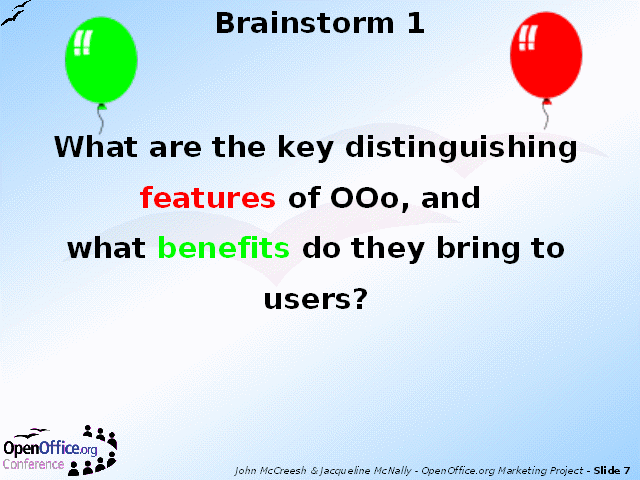 Brainstorm 1
What are the key distinguishing
features of OOo, and
what benefits do they bring to
users?
OpenOffice.org
Conference
John McCreesh & Jacqueline McNally - OpenOffice.org Marketing Project - Slide 7